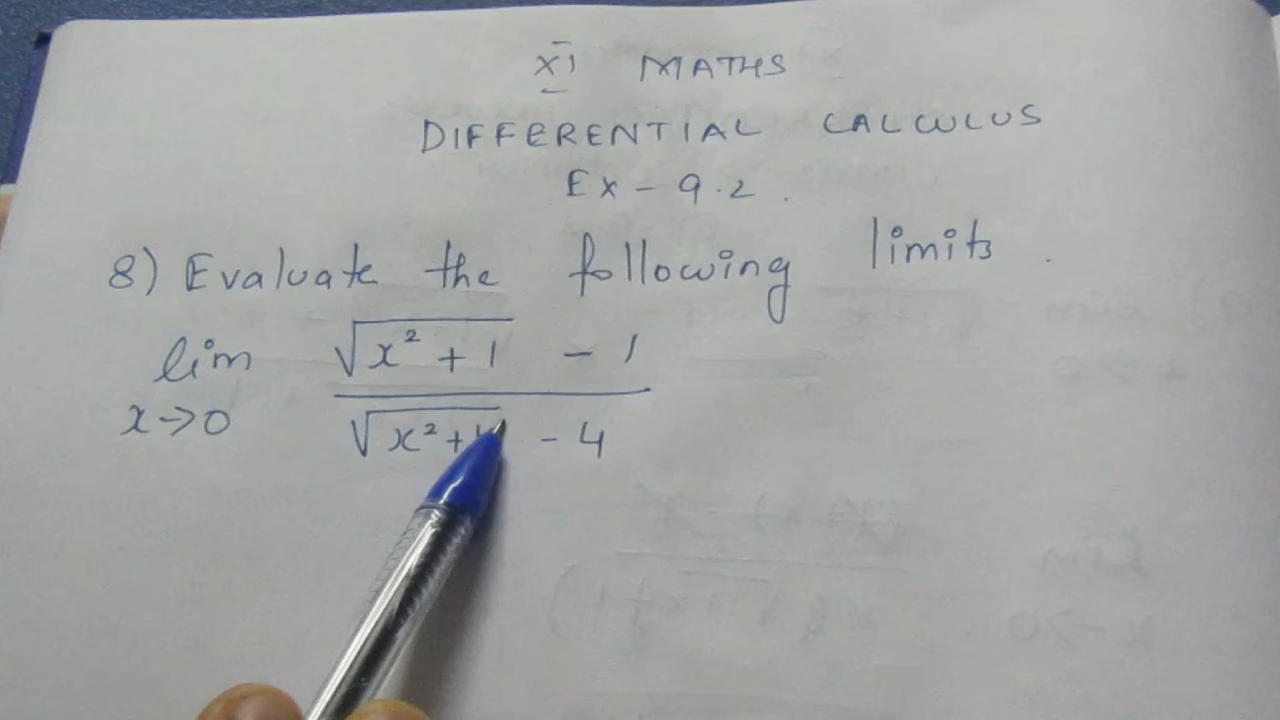 XI MATHS
DIFFERENTIAL CALCULUS
Ex - 9.2.
8) Evaluate the following limits.
lim √x² + 1 - 1
x→0 √x² + - 4